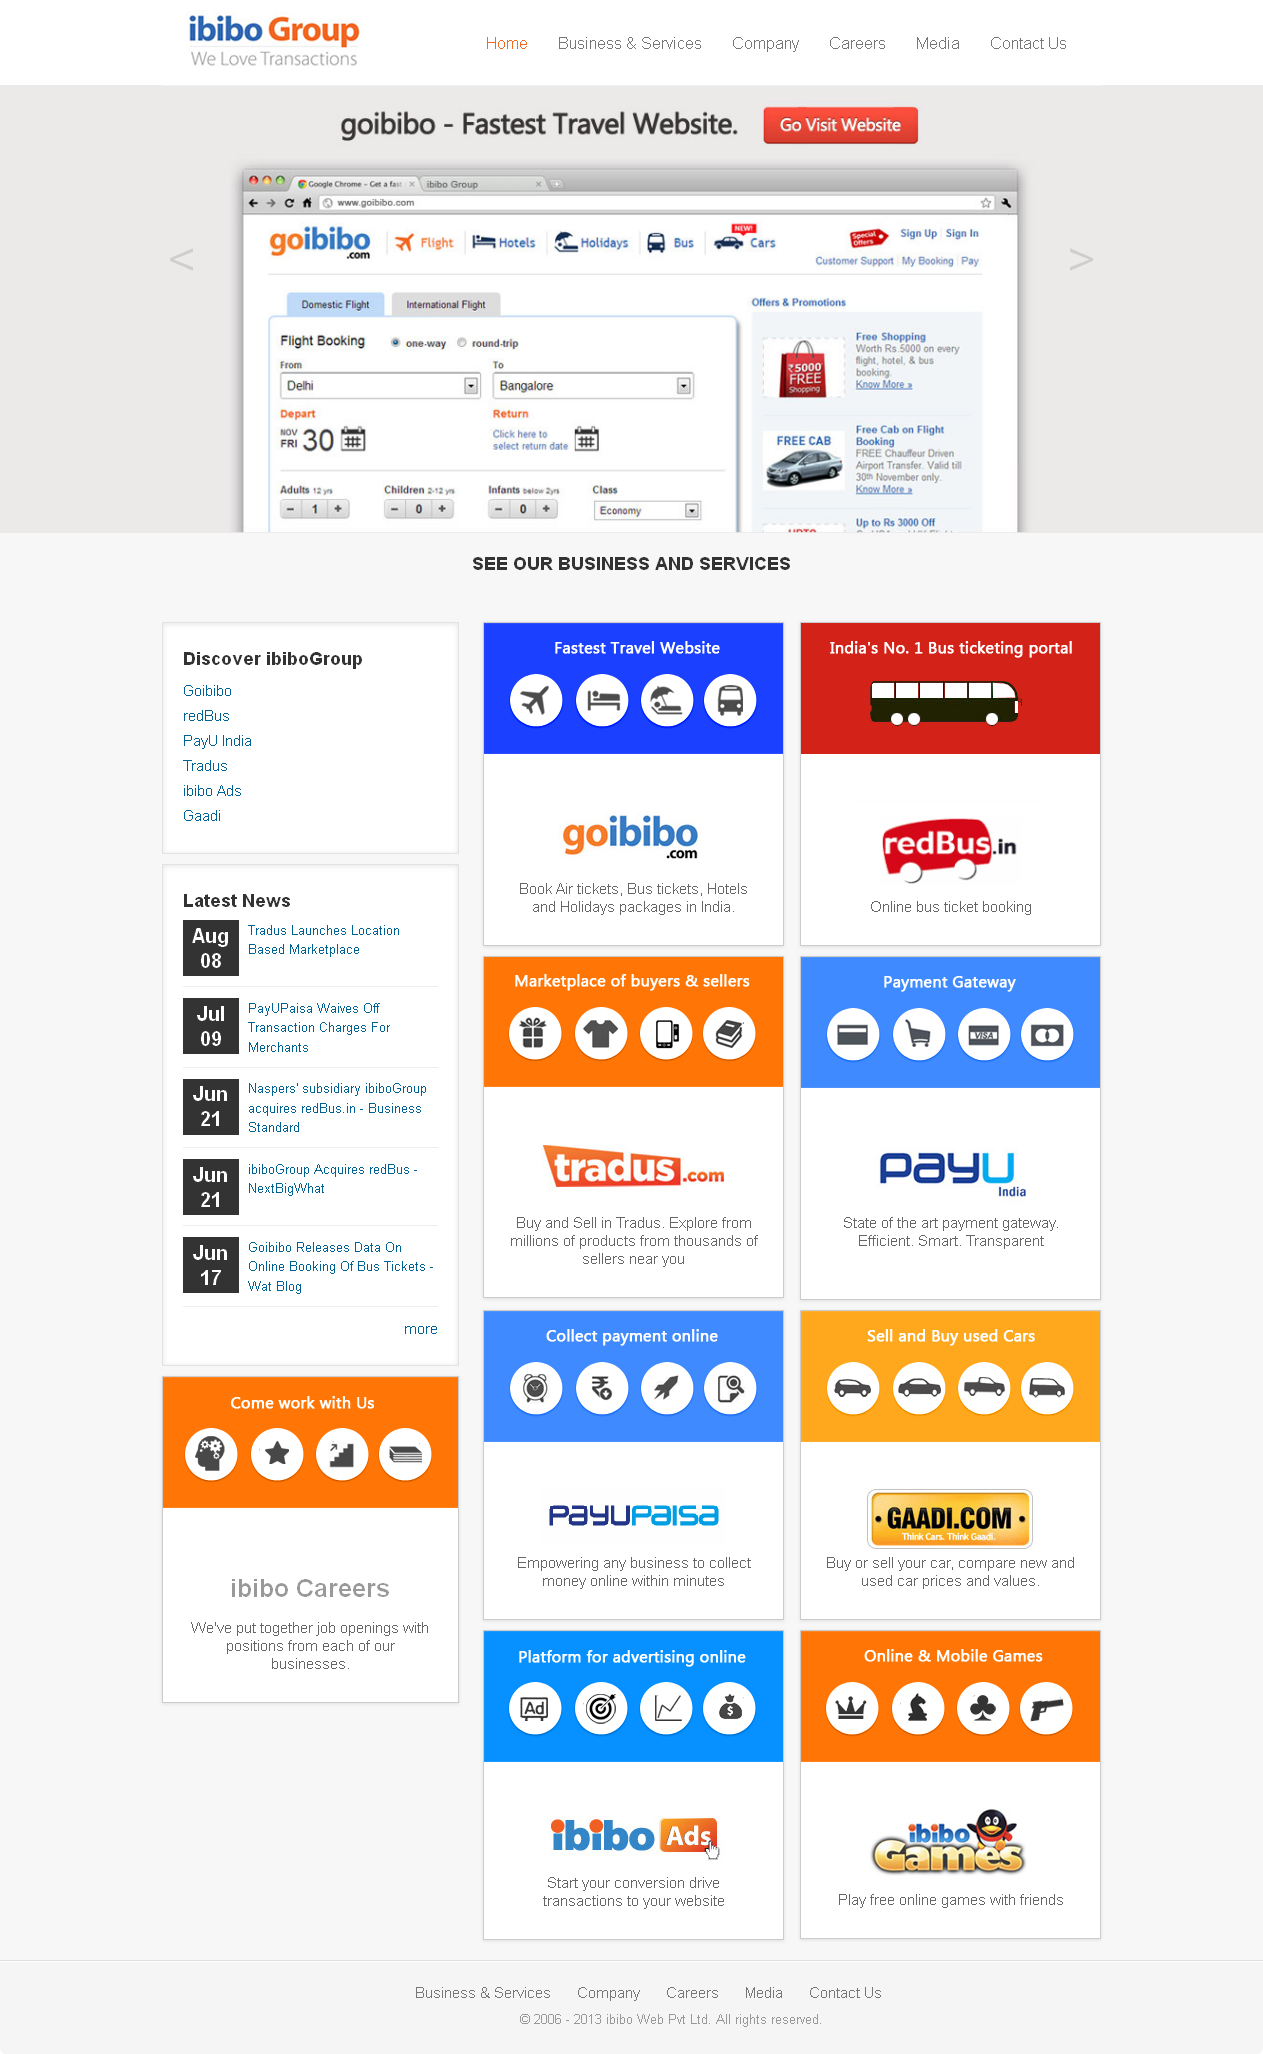 ibibo Group
We Love Transactions
Home Business & Services Company Careers Media Contact Us
goibibo - Fastest Travel Website. Go Visit Website
Google Chrome - Get a fast ibibo Group
www.goibibo.com
goibibo.com Flight Hotels Holidays Bus NEW! Cars Special Offers Sign Up Sign In
Customer Support My Booking Pay
Domestic Flight International Flight
Flight Booking one-way round-trip
From To
Delhi Bangalore
Depart Return
NOV FRI 30 Click here to select return date
Adults 12 yrs Children 2-12 yrs Infants below 2yrs Class
- 1 + - 0 + - 0 + Economy
Offers & Promotions
₹5000 FREE Shopping
Free Shopping
Worth Rs.5000 on every
flight, hotel, & bus
booking.
Know More »
FREE CAB
Free Cab on Flight
Booking
FREE Chauffeur Driven
Airport Transfer. Valid till
30th November only.
Know More »
Up to Rs 3000 Off
SEE OUR BUSINESS AND SERVICES
Discover ibiboGroup
Goibibo
redBus
PayU India
Tradus
ibibo Ads
Gaadi
Latest News
Aug 08
Tradus Launches Location
Based Marketplace
Jul 09
PayUPaisa Waives Off
Transaction Charges For
Merchants
Jun 21
Naspers' subsidiary ibiboGroup
acquires redBus.in - Business
Standard
Jun 21
ibiboGroup Acquires redBus -
NextBigWhat
Jun 17
Goibibo Releases Data On
Online Booking Of Bus Tickets -
Wat Blog
more
Come work with Us
ibibo Careers
We've put together job openings with
positions from each of our
businesses.
Fastest Travel Website
goibibo.com
Book Air tickets, Bus tickets, Hotels
and Holidays packages in India.
India's No. 1 Bus ticketing portal
redBus.in
Online bus ticket booking
Marketplace of buyers & sellers
tradus.com
Buy and Sell in Tradus. Explore from
millions of products from thousands of
sellers near you
Payment Gateway
VISA
PayU
India
State of the art payment gateway.
Efficient. Smart. Transparent
Collect payment online
PayUPaisa
Empowering any business to collect
money online within minutes
Sell and Buy used Cars
GAADI.COM
Think Cars. Think Gaadi.
Buy or sell your car, compare new and
used car prices and values.
Platform for advertising online
Ad
$
ibibo Ads
Start your conversion drive
transactions to your website
Online & Mobile Games
ibibo
Games
Play free online games with friends
Business & Services Company Careers Media Contact Us
© 2006 - 2013 ibibo Web Pvt Ltd. All rights reserved.